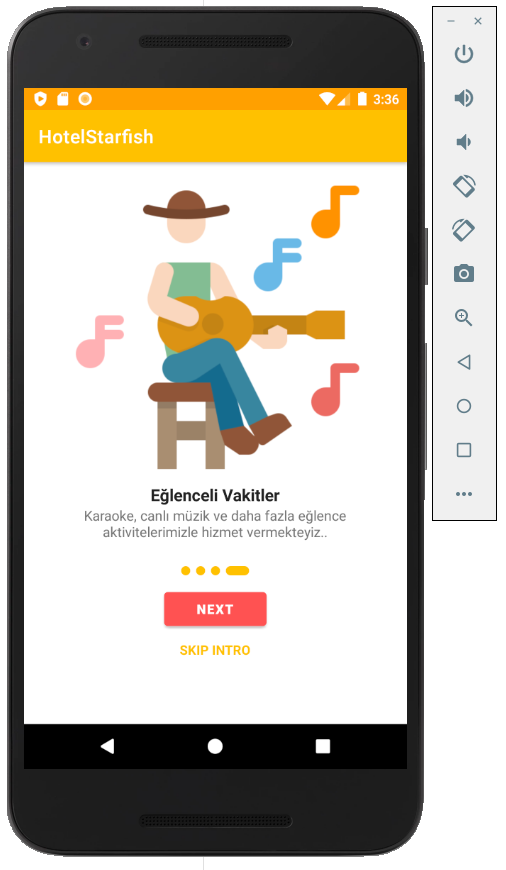 3:36
HotelStarfish
Eğlenceli Vakitler
Karaoke, canlı müzik ve daha fazla eğlence
aktivitelerimizle hizmet vermekteyiz..
NEXT
SKIP INTRO